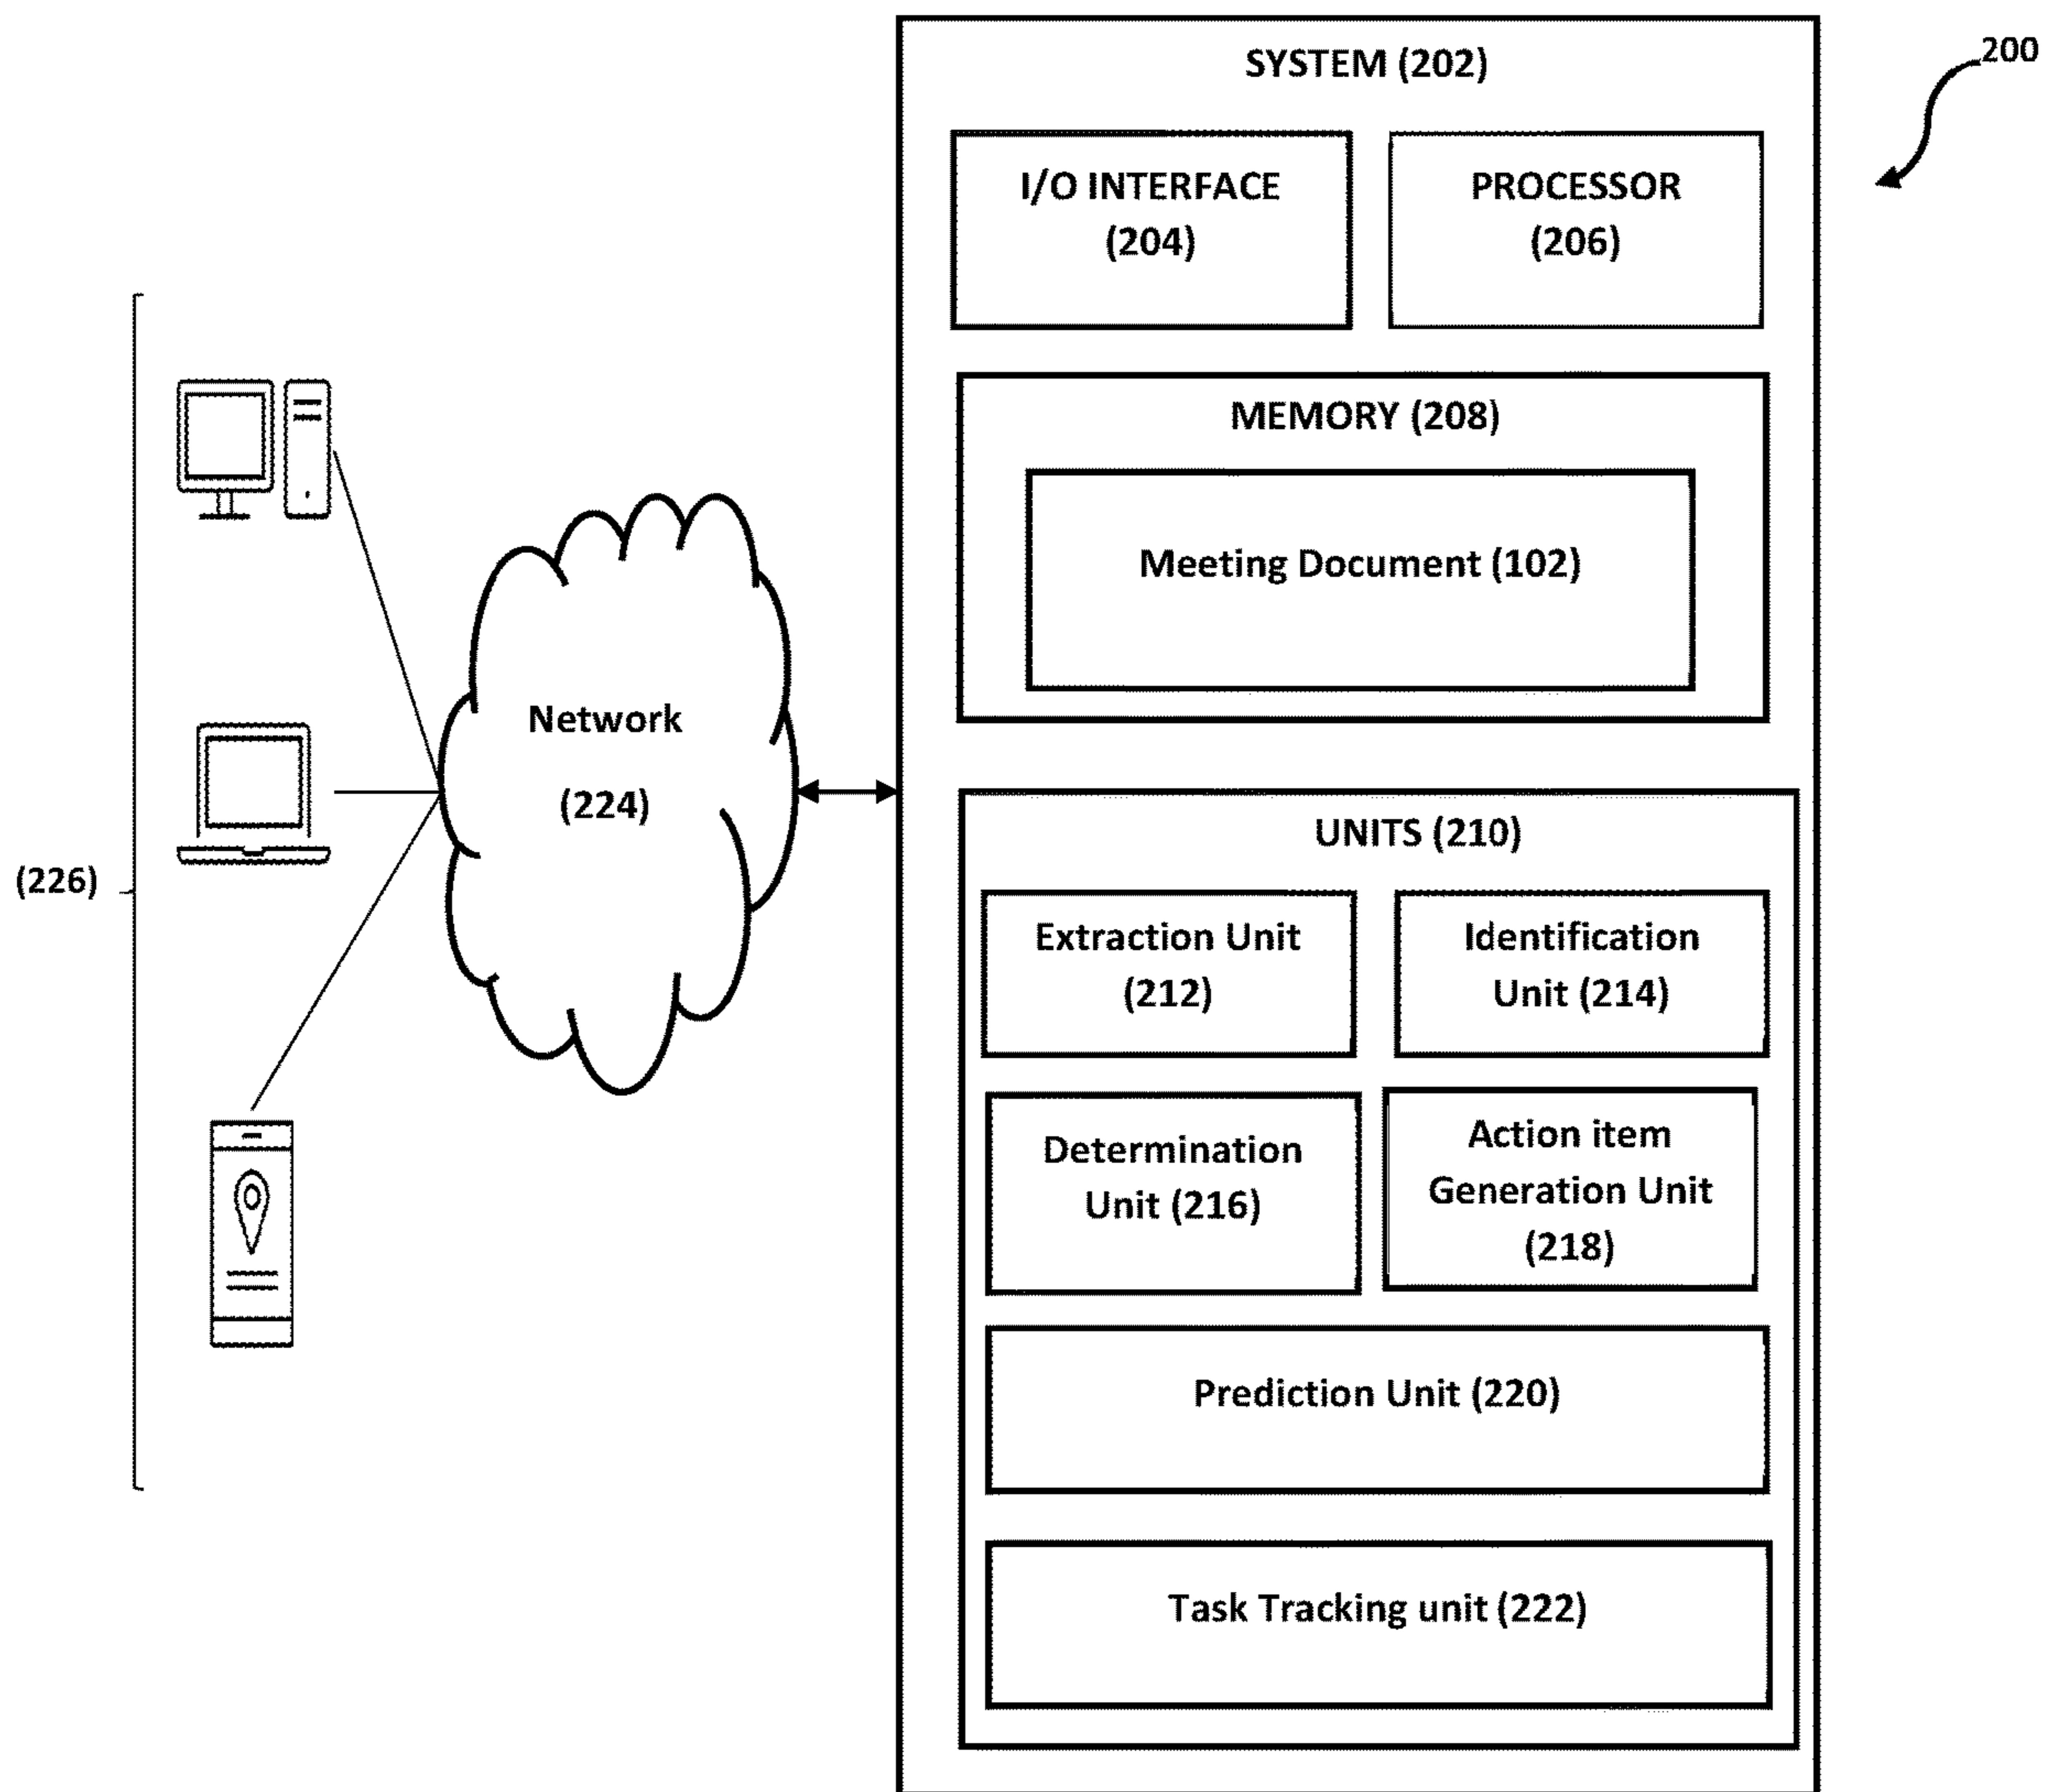 SYSTEM (202)
200
I/O INTERFACE
(204)
PROCESSOR
(206)
MEMORY (208)
Meeting Document (102)
Network
(224)
(226)
UNITS (210)
Extraction Unit
(212)
Identification
Unit (214)
Determination
Unit (216)
Action item
Generation Unit
(218)
Prediction Unit (220)
Task Tracking unit (222)